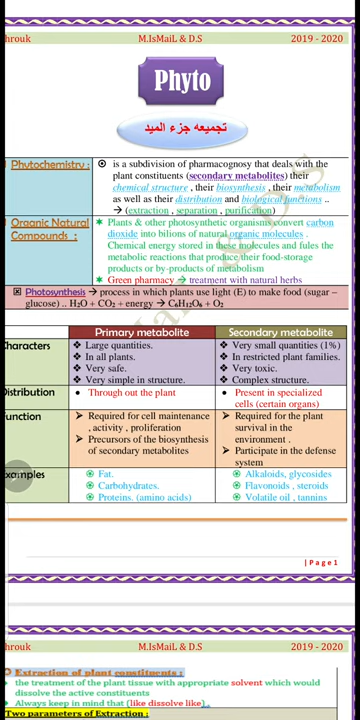 hrouk M.IsMaiL & D.S 2019 - 2020
Phyto
تجميعه جزء الميد
Phytochemistry :
⦿ is a subdivision of pharmacognosy that deals with the
plant constituents (secondary metabolites) their
chemical structure , their biosynthesis , their metabolism
as well as their distribution and biological functions ..
→ (extraction , separation , purification)
Organic Natural
Compounds :
✶ Plants & other photosynthetic organisms convert carbon
dioxide into billions of natural organic molecules .
Chemical energy stored in these molecules and fules the
metabolic reactions that produce their food-storage
products or by-products of metabolism
✶ Green pharmacy → treatment with natural herbs
☒ Photosynthesis → process in which plants use light (E) to make food (sugar –
glucose) .. H₂O + CO₂ + energy → C₆H₁₂O₆ + O₂
Primary metabolite Secondary metabolite
Characters
❖ Large quantities.
❖ In all plants.
❖ Very safe.
❖ Very simple in structure.
❖ Very small quantities (1%)
❖ In restricted plant families.
❖ Very toxic.
❖ Complex structure.
Distribution
• Through out the plant
• Present in specialized
cells (certain organs)
Function
➢ Required for cell maintenance
, activity , proliferation
➢ Precursors of the biosynthesis
of secondary metabolites
➢ Required for the plant
survival in the
environment .
➢ Participate in the defense
system
Examples
Fat.
Carbohydrates.
Proteins. (amino acids)
Alkaloids, glycosides
Flavonoids , steroids
Volatile oil , tannins
| P a g e 1
hrouk M.IsMaiL & D.S 2019 - 2020
Extraction of plant constituents :
the treatment of the plant tissue with appropriate solvent which would
dissolve the active constituents
Always keep in mind that (like dissolve like) .
Two parameters of Extraction :